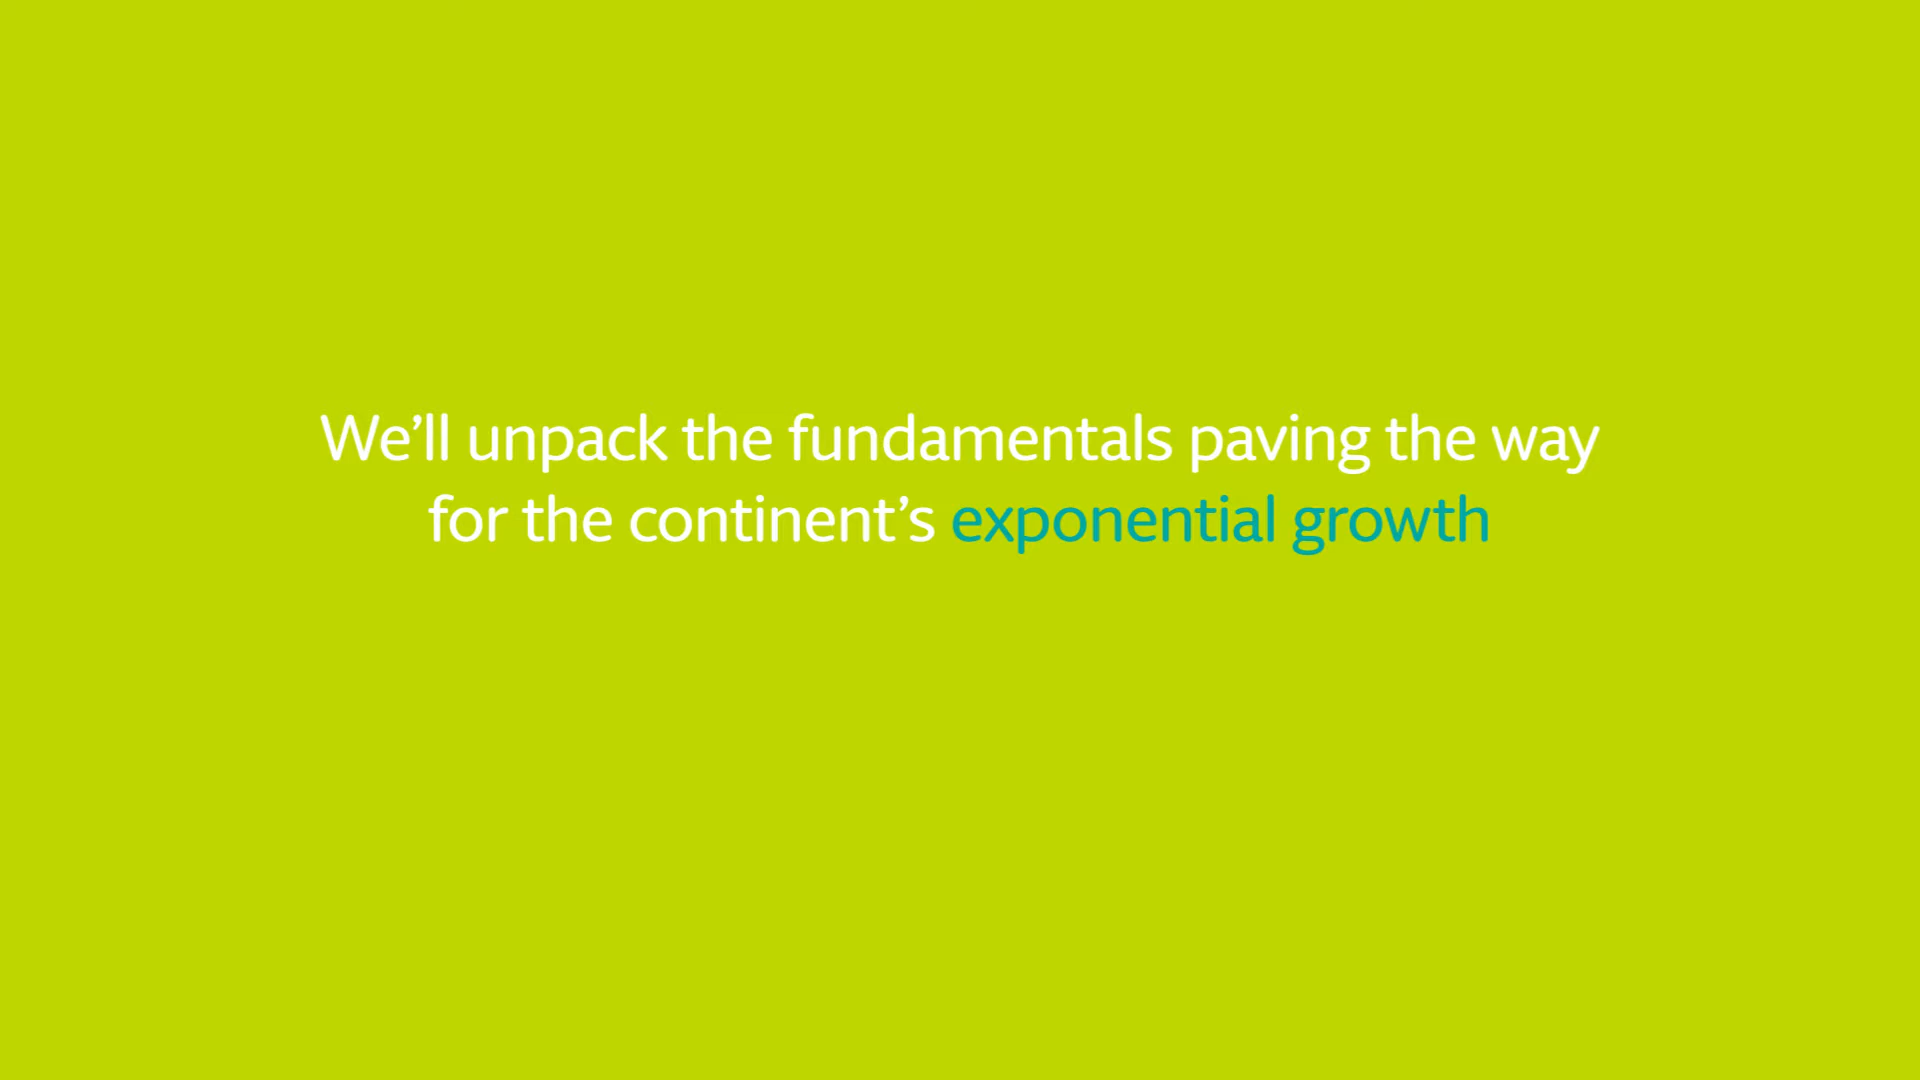 We’ll unpack the fundamentals paving the way
for the continent’s exponential growth